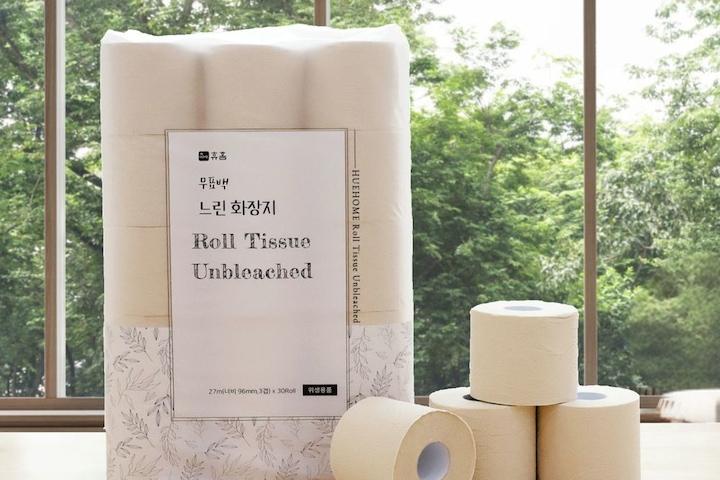 휴홈
무표백
느린 화장지
Roll Tissue
Unbleached
HUEHOME Roll Tissue Unbleached
27m(너비 96mm,3겹) x 30Roll
위생용품